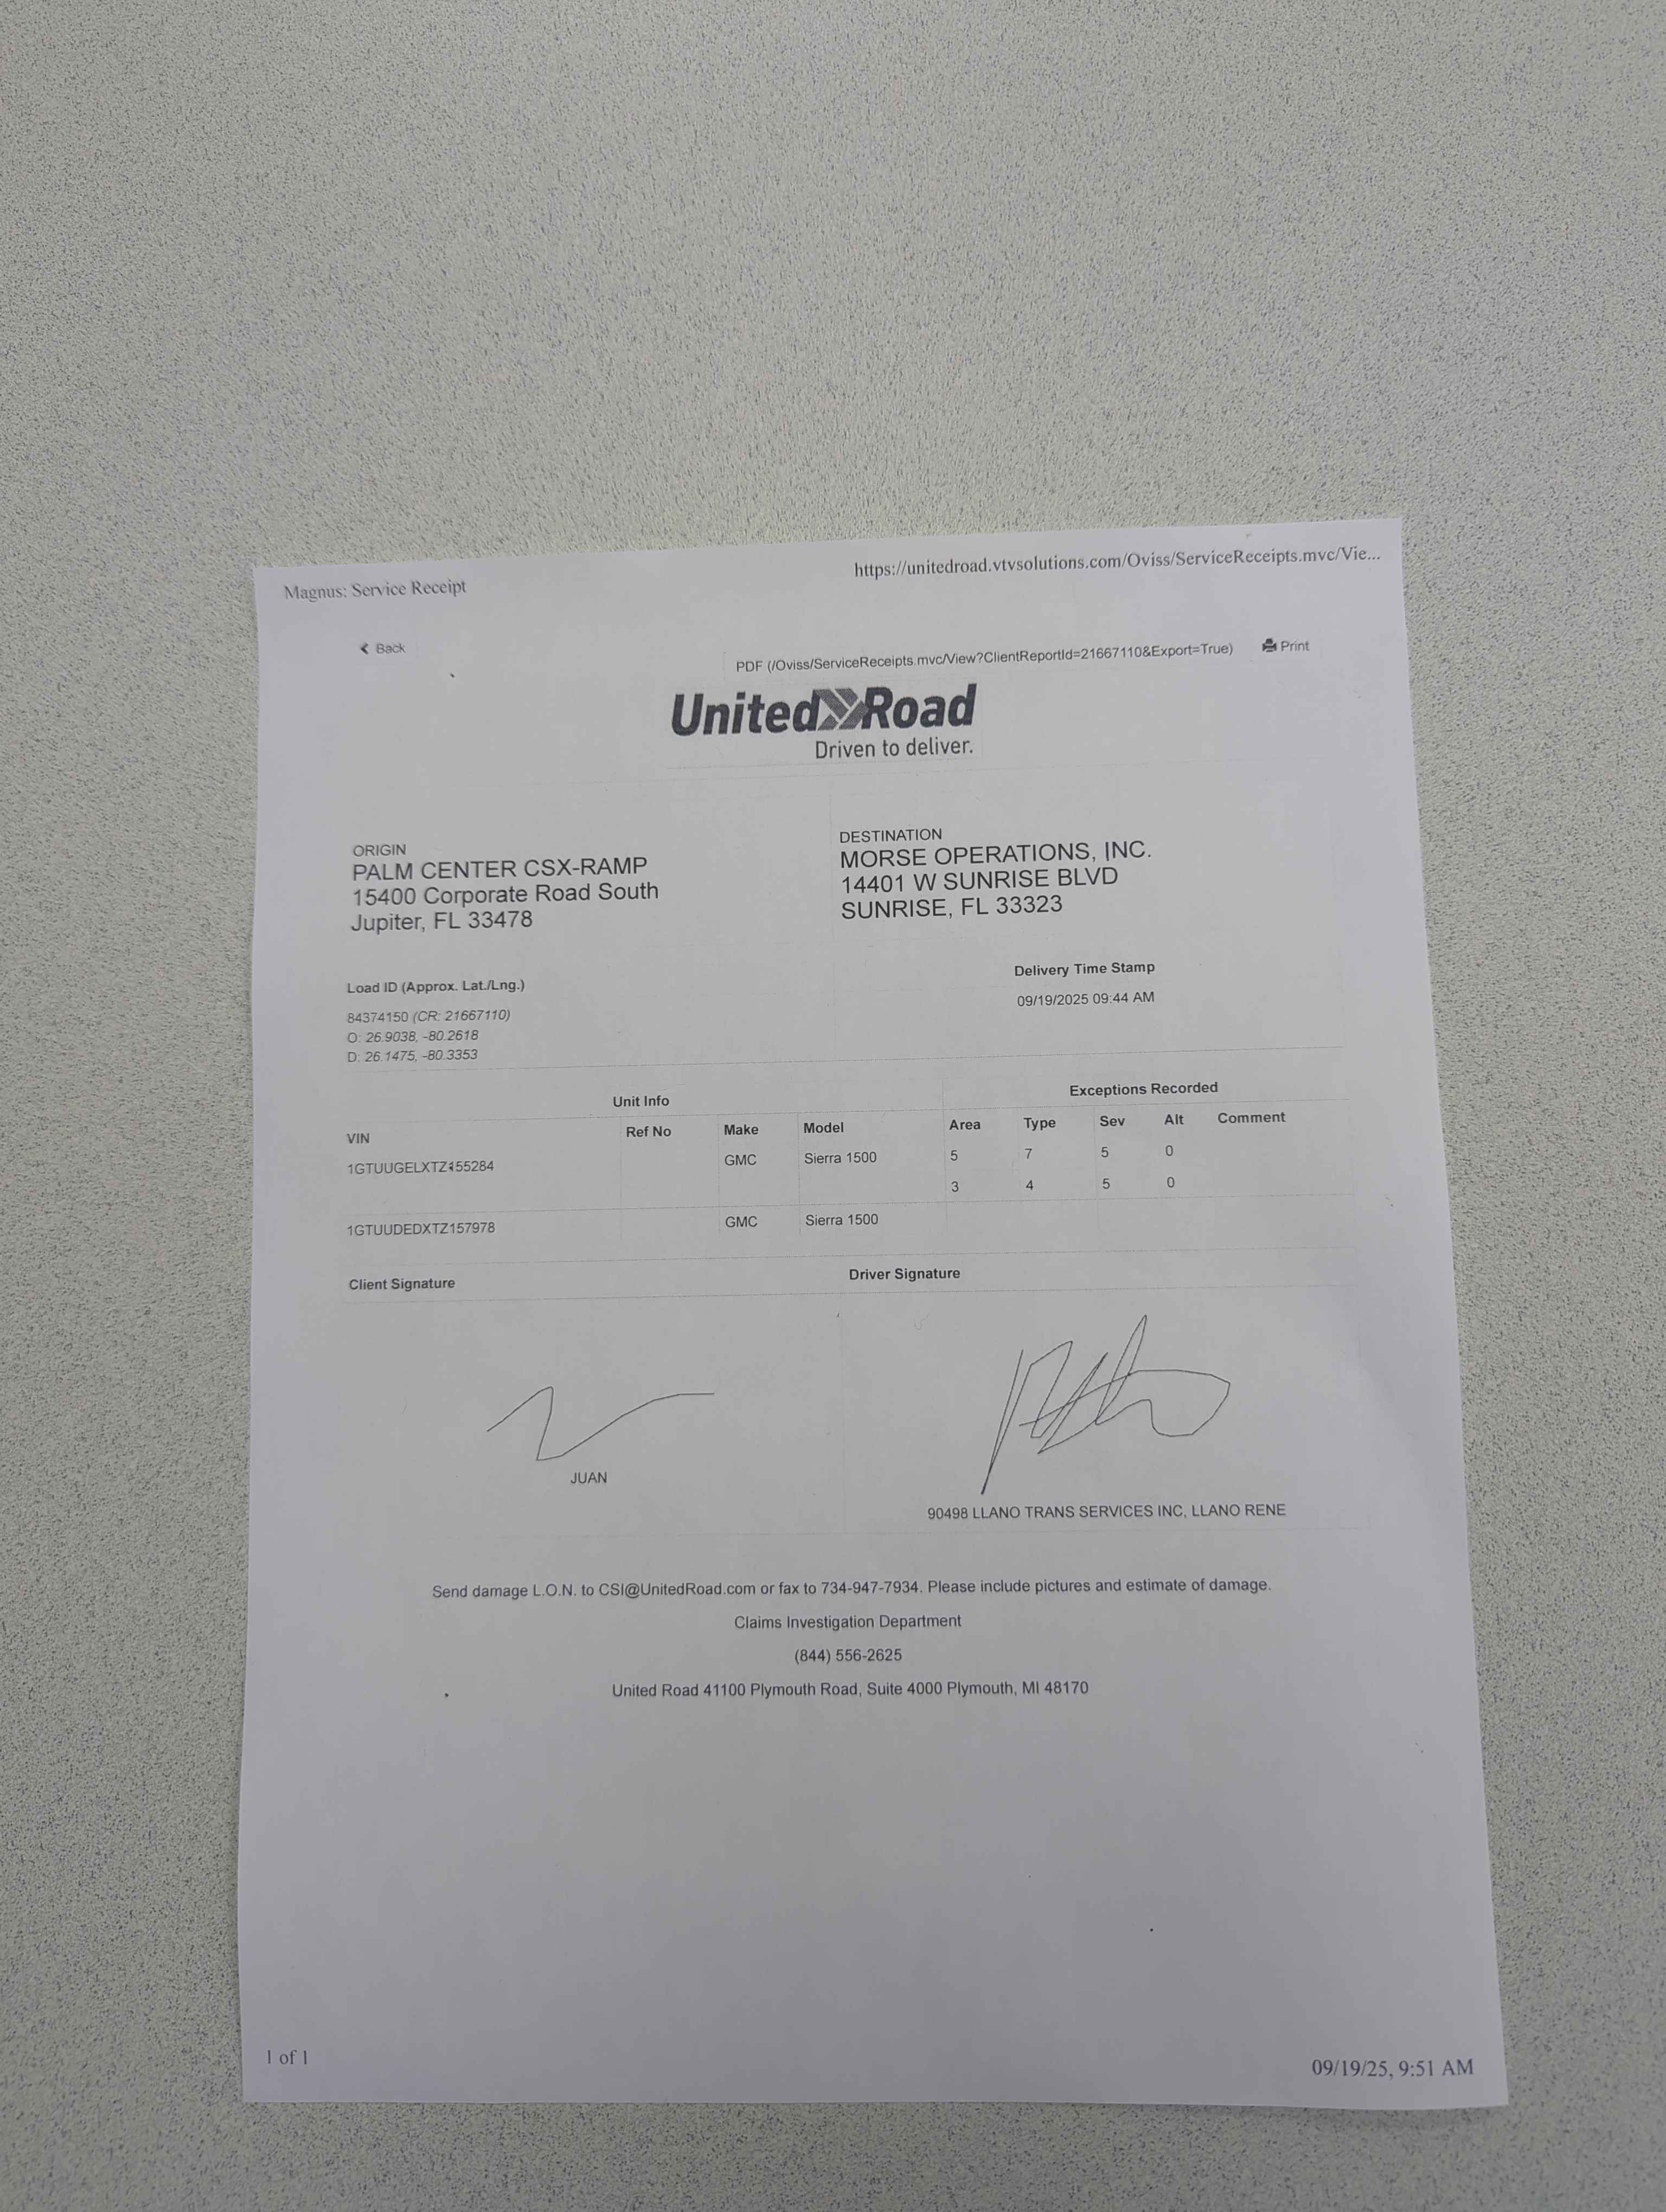 Magnus: Service Receipt
https://unitedroad.vtvsolutions.com/Oviss/ServiceReceipts.mvc/Vie...
Back
PDF (/Oviss/ServiceReceipts.mvc/View?ClientReportId=21667110&Export=True)
Print
United Road
Driven to deliver.
ORIGIN
PALM CENTER CSX-RAMP
15400 Corporate Road South
Jupiter, FL 33478
DESTINATION
MORSE OPERATIONS, INC.
14401 W SUNRISE BLVD
SUNRISE, FL 33323
Load ID (Approx. Lat./Lng.)
84374150 (CR: 21667110)
O: 26.9038, -80.2618
D: 26.1475, -80.3353
Delivery Time Stamp
09/19/2025 09:44 AM
Unit Info Exceptions Recorded
VIN Ref No Make Model Area Type Sev Alt Comment
1GTUUGELXTZ155284 GMC Sierra 1500 5 7 5 0
3 4 5 0
1GTUUDEDXTZ157978 GMC Sierra 1500
Client Signature
Driver Signature
JUAN
90498 LLANO TRANS SERVICES INC, LLANO RENE
Send damage L.O.N. to CSI@UnitedRoad.com or fax to 734-947-7934. Please include pictures and estimate of damage.
Claims Investigation Department
(844) 556-2625
United Road 41100 Plymouth Road, Suite 4000 Plymouth, MI 48170
1 of 1
09/19/25, 9:51 AM